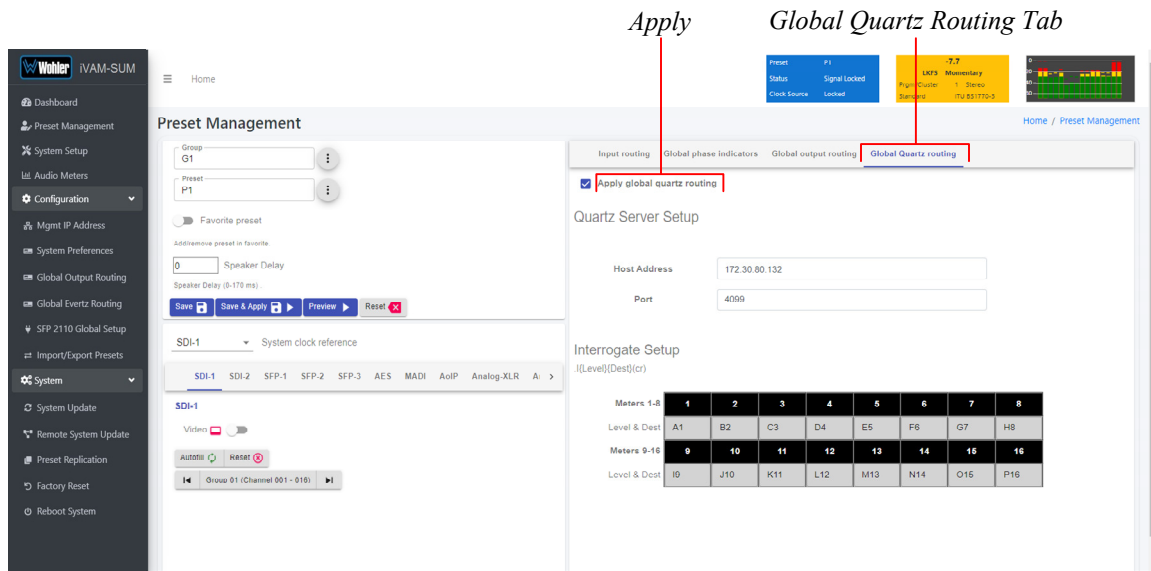 Apply
Global Quartz Routing Tab
Wohler iVAM-SUM
Dashboard
Preset Management
System Setup
Audio Meters
Configuration
Mgmt IP Address
System Preferences
Global Output Routing
Global Evertz Routing
SFP 2110 Global Setup
Import/Export Presets
System
System Update
Remote System Update
Preset Replication
Factory Reset
Reboot System
Home
Preset P1
Status Signal Locked
Clock Source Locked
-7.7
LKFS Momentary
Cluster 1 Stereo
Standard ITU BS1770-3
0
Preset Management
Home / Preset Management
Group
G1
Preset
P1
Favorite preset
Add/remove preset in favorite.
0 Speaker Delay
Speaker Delay (0-170 ms) .
Save Save & Apply Preview Reset
SDI-1 System clock reference
SDI-1 SDI-2 SFP-1 SFP-2 SFP-3 AES MADI AoIP Analog-XLR
SDI-1
Video
Autofill Reset
Group 01 (Channel 001 - 016)
Input routing Global phase indicators Global output routing Global Quartz routing
Apply global quartz routing
Quartz Server Setup
Host Address 172.30.80.132
Port 4099
Interrogate Setup
.I{Level}{Dest}(cr)
Meters 1-8 1 2 3 4 5 6 7 8
Level & Dest A1 B2 C3 D4 E5 F6 G7 H8
Meters 9-16 9 10 11 12 13 14 15 16
Level & Dest I9 J10 K11 L12 M13 N14 O15 P16